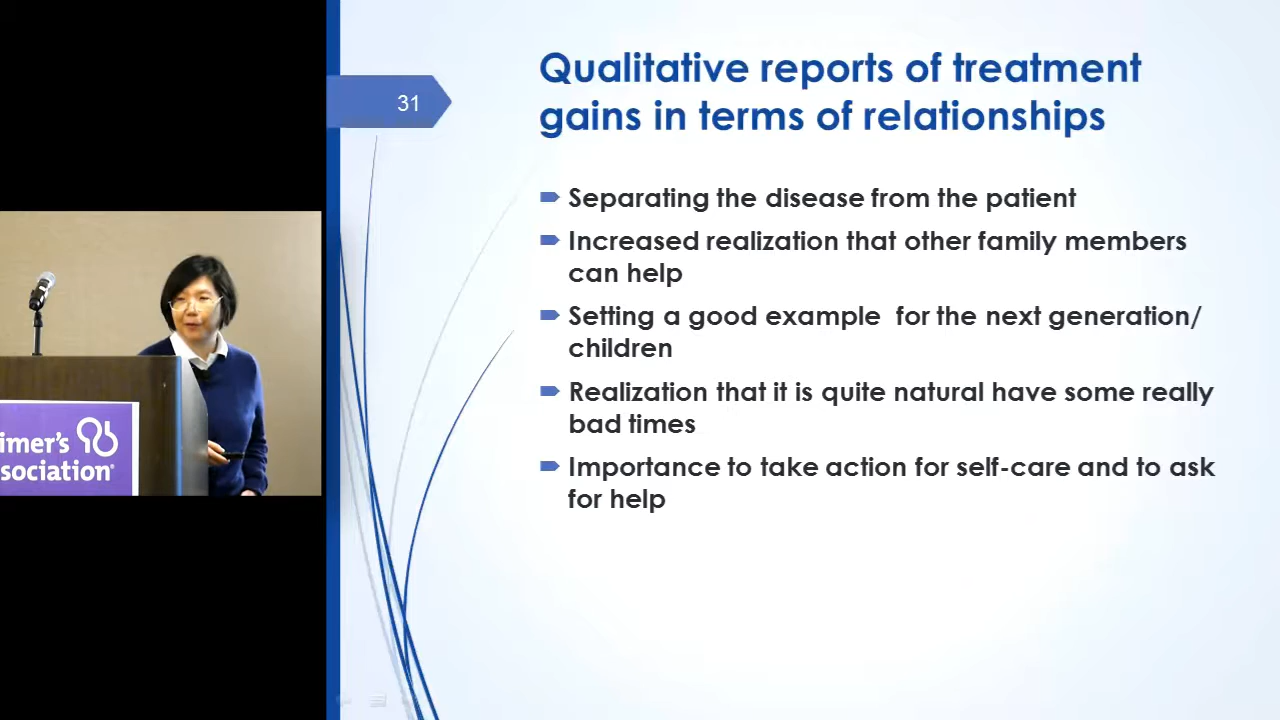 31
Qualitative reports of treatment
gains in terms of relationships
Separating the disease from the patient
Increased realization that other family members
can help
Setting a good example for the next generation/
children
Realization that it is quite natural have some really
bad times
Importance to take action for self-care and to ask
for help
imer's
sociation